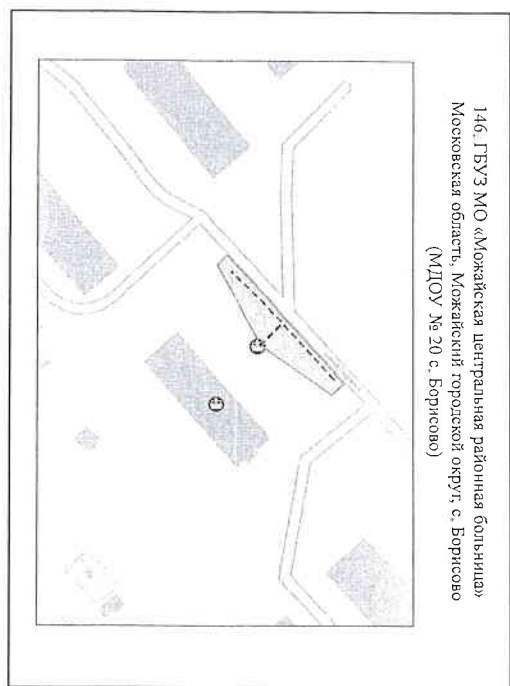 146. ГБУЗ МО «Можайская центральная районная больница»
Московская область, Можайский городской округ, с. Борисово
(МДОУ № 20 с. Борисово)